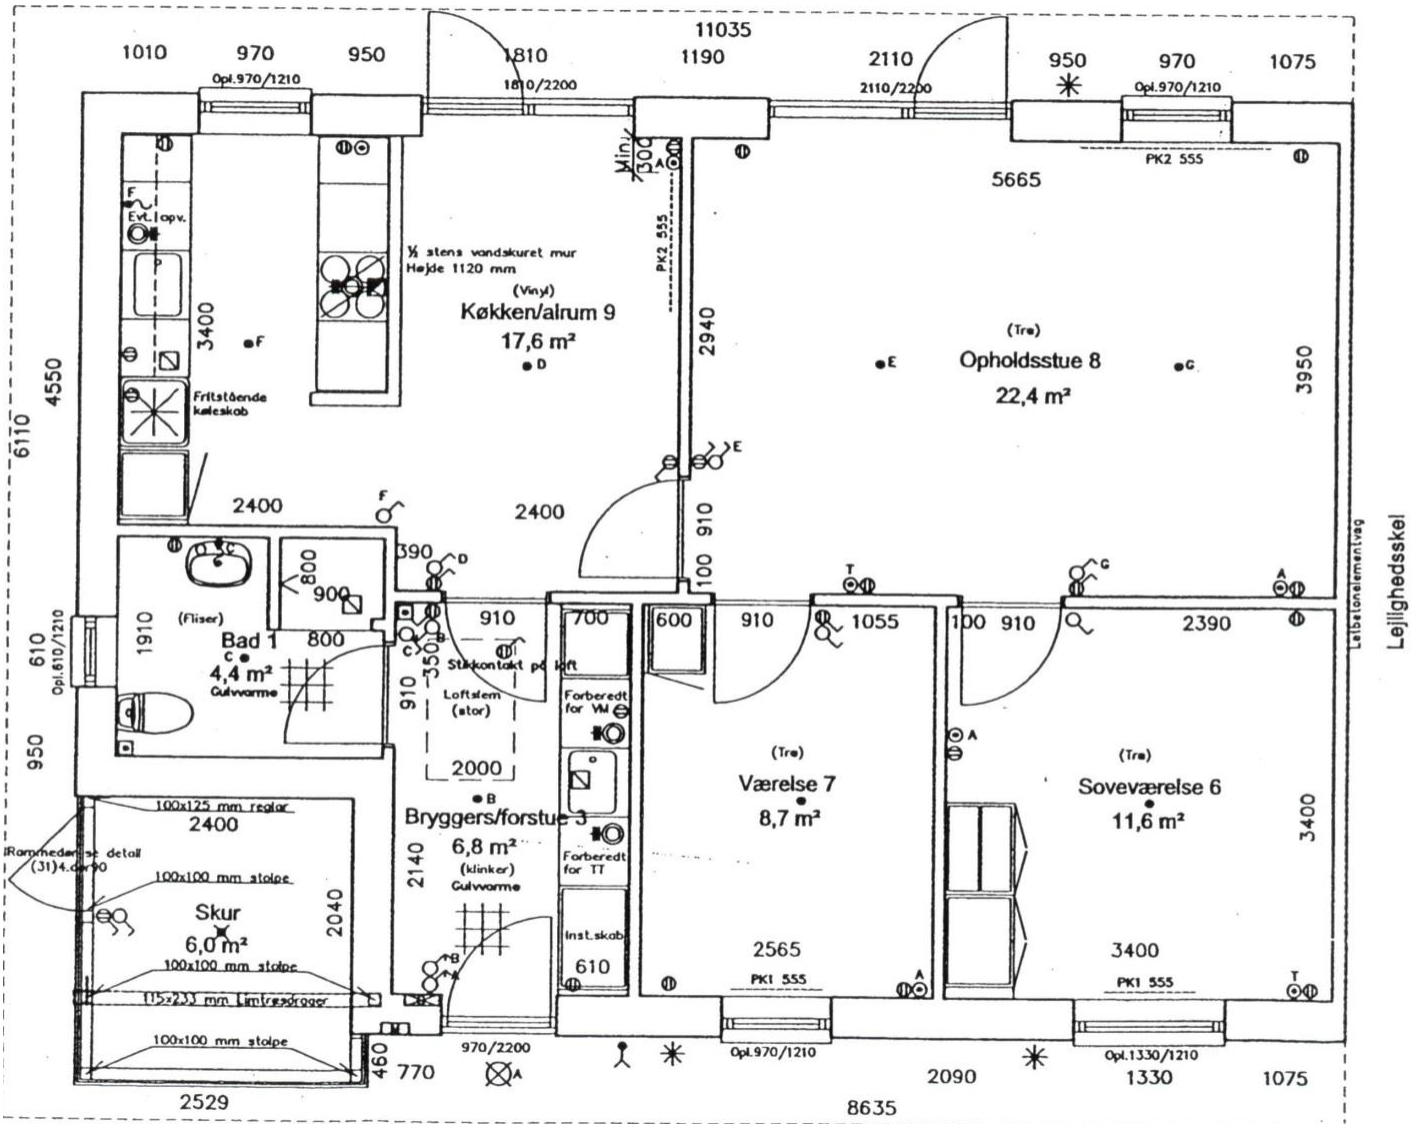 11035
1010 970 950 1810 1190 2110 950 970 1075
Opl.970/1210
1810/2200
2110/2200
Opl.970/1210
Min.
300
A
PK2 555
5665
F
Evt. opv.
PK2 555
½ stens vandskuret mur
Højde 1120 mm
(Vinyl)
Køkken/alrum 9
17,6 m²
D
3400
F
2940
(Træ)
Opholdsstue 8
22,4 m²
E
G
3950
4550
6110
Fritstående
køleskab
E
2400
F
2400
910
100
390
D
T
G
A
Lejlighedsskel
C
800
900
910
700
600
910
1055
100
910
2390
610
Opl.610/1210
1910
(Fliser)
Bad 1
C
4,4 m²
Gulvvarme
800
C
B
350
910
Stikkontakt på loft
Loftslem
(stor)
Forberedt
for VM
A
950
2000
B
Bryggers/forstue 3
6,8 m²
(klinker)
Gulvvarme
2140
Forberedt
for TT
(Træ)
Værelse 7
8,7 m²
(Træ)
Soveværelse 6
11,6 m²
3400
100x125 mm reglar
2400
Rammedør se detail
(31)4.dør90
100x100 mm stolpe
Skur
6,0 m²
2040
100x100 mm stolpe
115x233 mm Limtræsdrager
100x100 mm stolpe
B
A
Inst.skab
610
2565
PK1 555
A
3400
PK1 555
T
M
460
770
970/2200
A
Opl.970/1210
Opl.1330/1210
2090
1330
1075
2529
8635